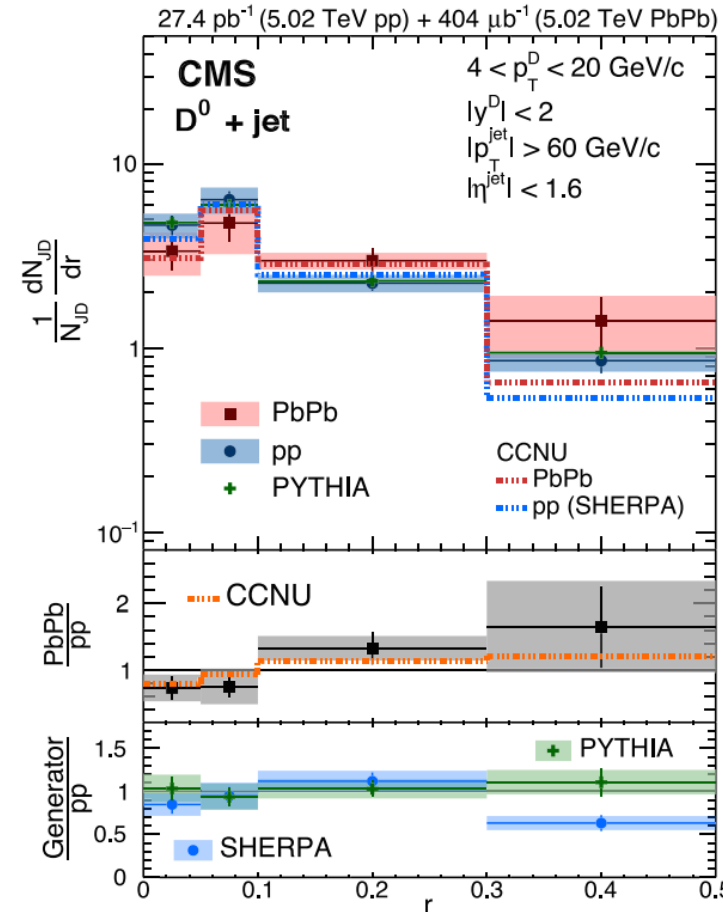 27.4 pb⁻¹ (5.02 TeV pp) + 404 μb⁻¹ (5.02 TeV PbPb)
CMS
D⁰ + jet
4 < p_T^D < 20 GeV/c
|y^D| < 2
|p_T^jet| > 60 GeV/c
|η^jet| < 1.6
10
1
10⁻¹
1/N_JD dN_JD/dr
PbPb
pp
PYTHIA
CCNU
PbPb
pp (SHERPA)
PbPb/pp
2
1
CCNU
Generator/pp
1.5
1
0.5
0
PYTHIA
SHERPA
0 0.1 0.2 0.3 0.4 0.5
r